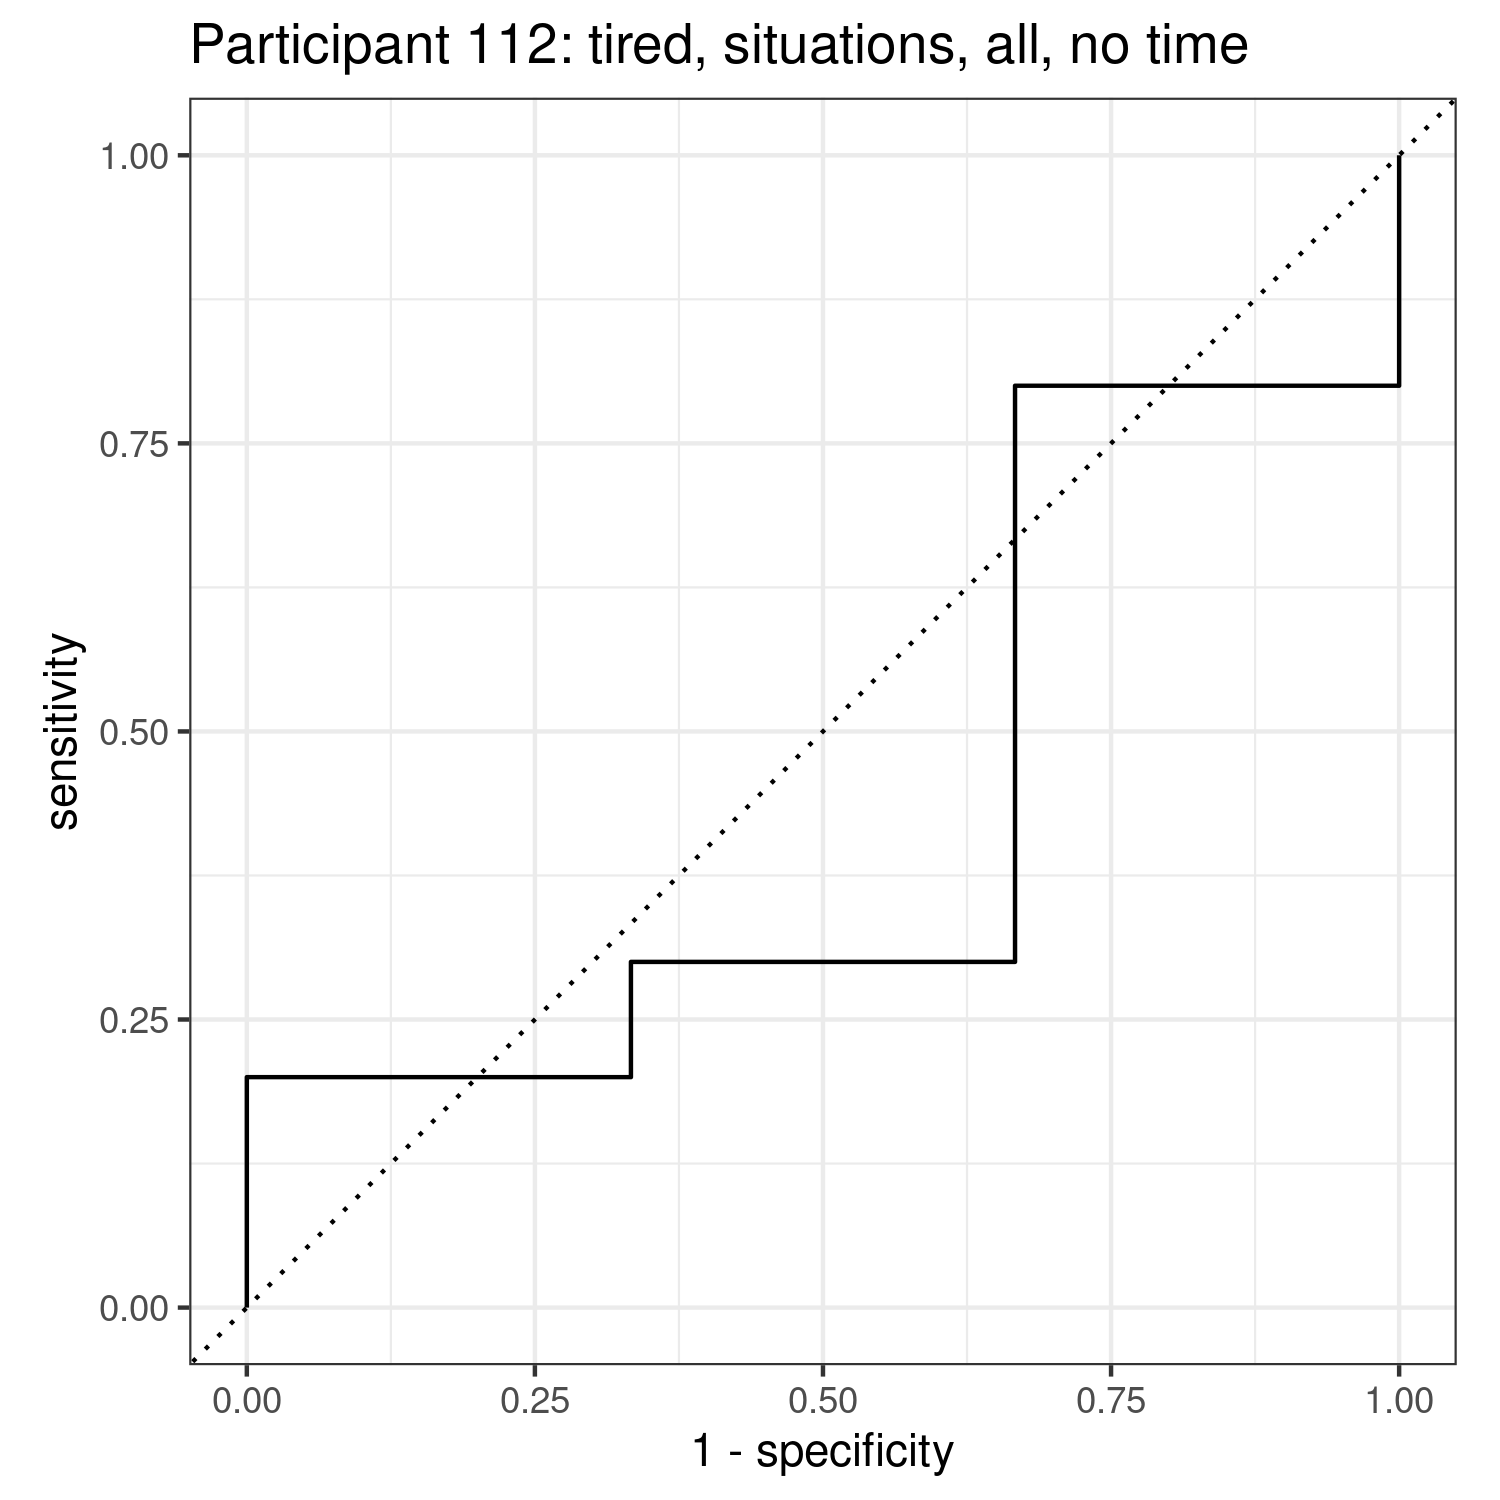 Participant 112: tired, situations, all, no time
1.00
0.75
0.50
0.25
0.00
sensitivity
0.00 0.25 0.50 0.75 1.00
1 - specificity